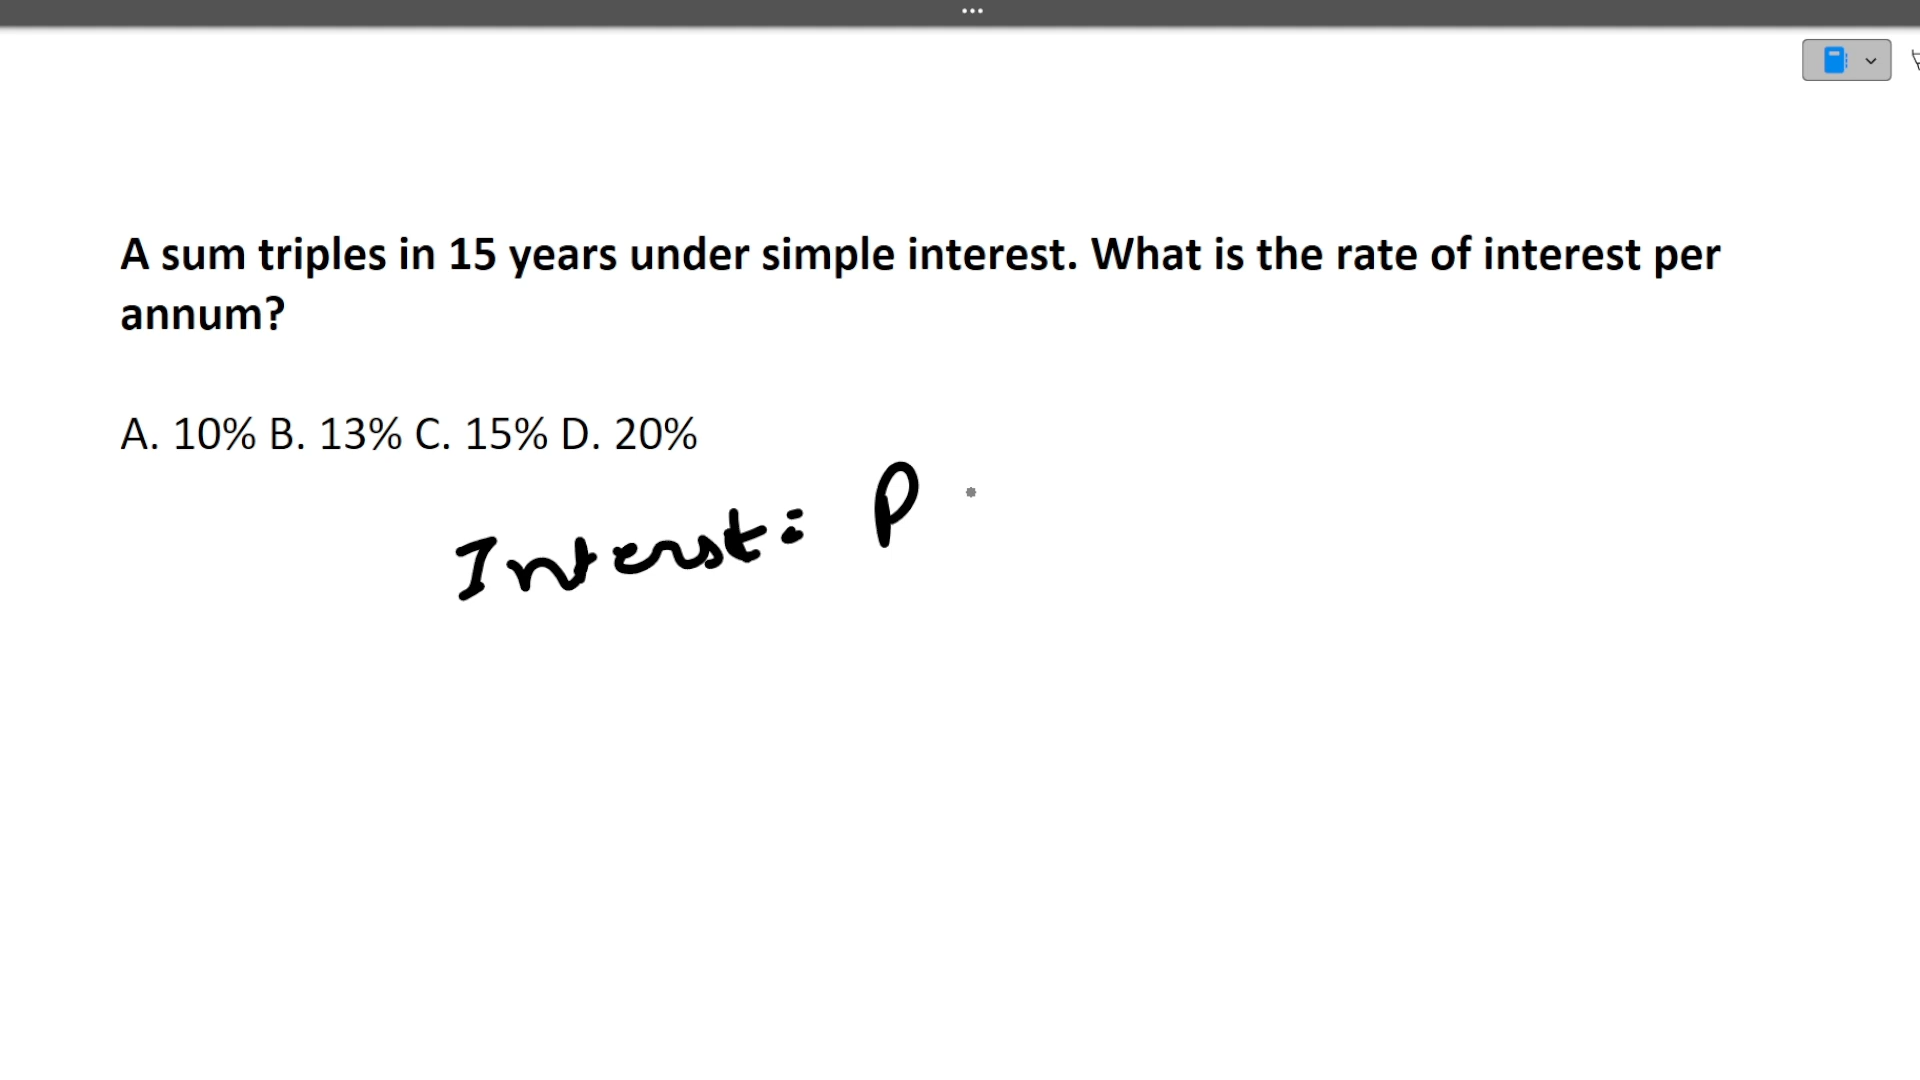 A sum triples in 15 years under simple interest. What is the rate of interest per
annum?
A. 10% B. 13% C. 15% D. 20%
Interst = P